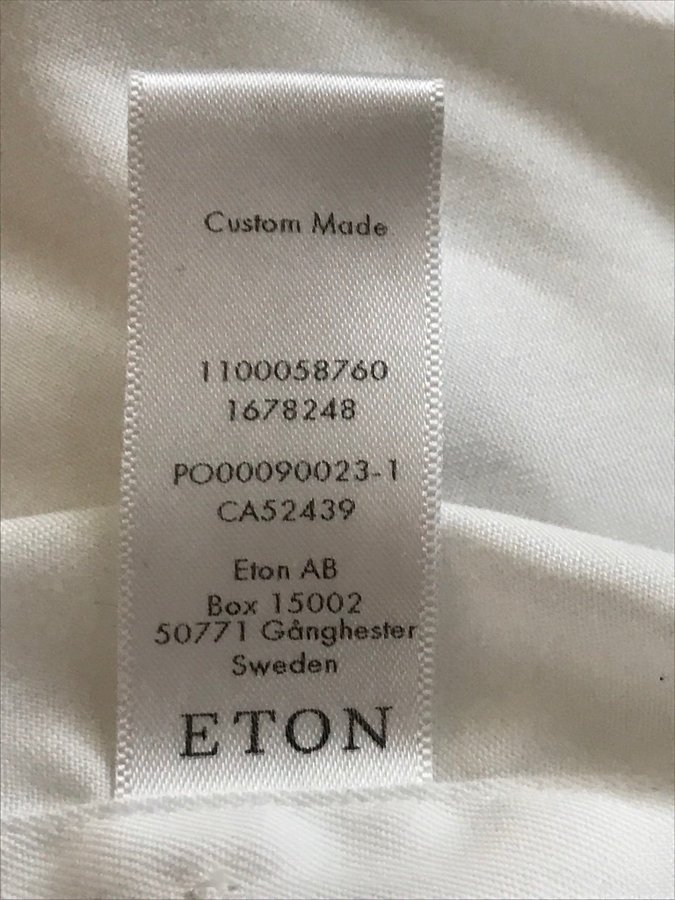 Custom Made
1100058760
1678248
PO00090023-1
CA52439
Eton AB
Box 15002
50771 Gånghester
Sweden
ETON